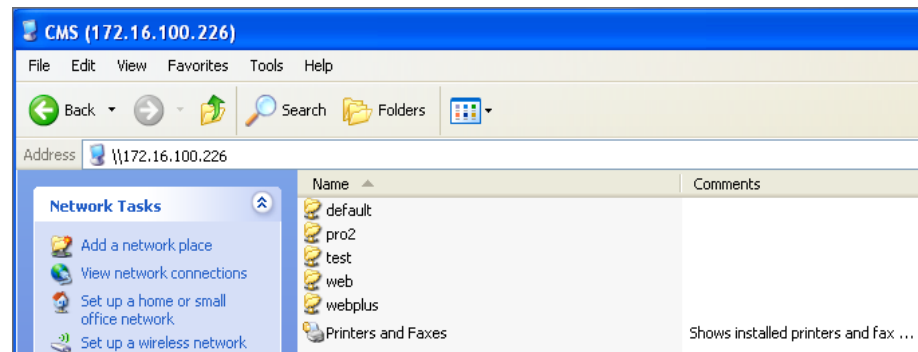 CMS (172.16.100.226)
File Edit View Favorites Tools Help
Back Search Folders
Address \\172.16.100.226
Name Comments
Network Tasks
Add a network place
View network connections
Set up a home or small
office network
Set up a wireless network
default
pro2
test
web
webplus
Printers and Faxes Shows installed printers and fax ...